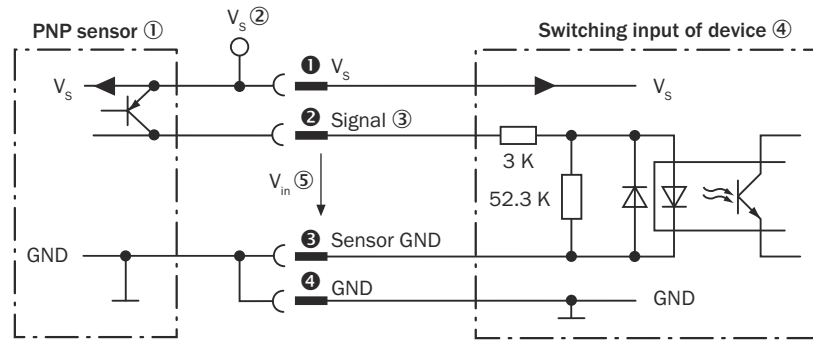 PNP sensor ①
Vs ②
Switching input of device ④
Vs
❶
Vs
Vs
❷
Signal ③
3 K
Vin ⑤
52.3 K
❸
Sensor GND
GND
❹
GND
GND